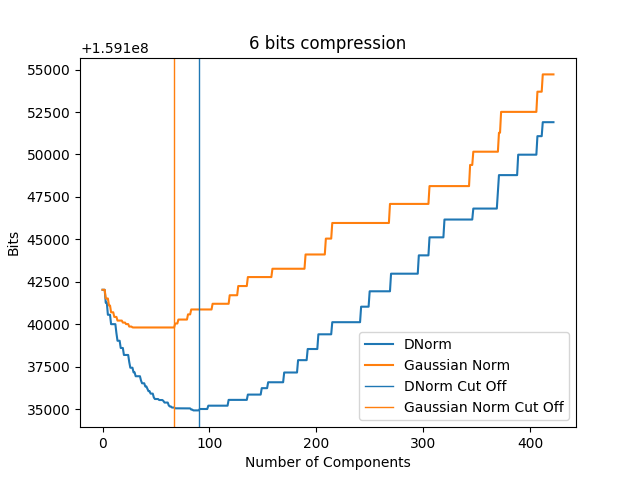 6 bits compression
+1.591e8
55000
52500
50000
47500
45000
42500
40000
37500
35000
Bits
DNorm
Gaussian Norm
DNorm Cut Off
Gaussian Norm Cut Off
0 100 200 300 400
Number of Components